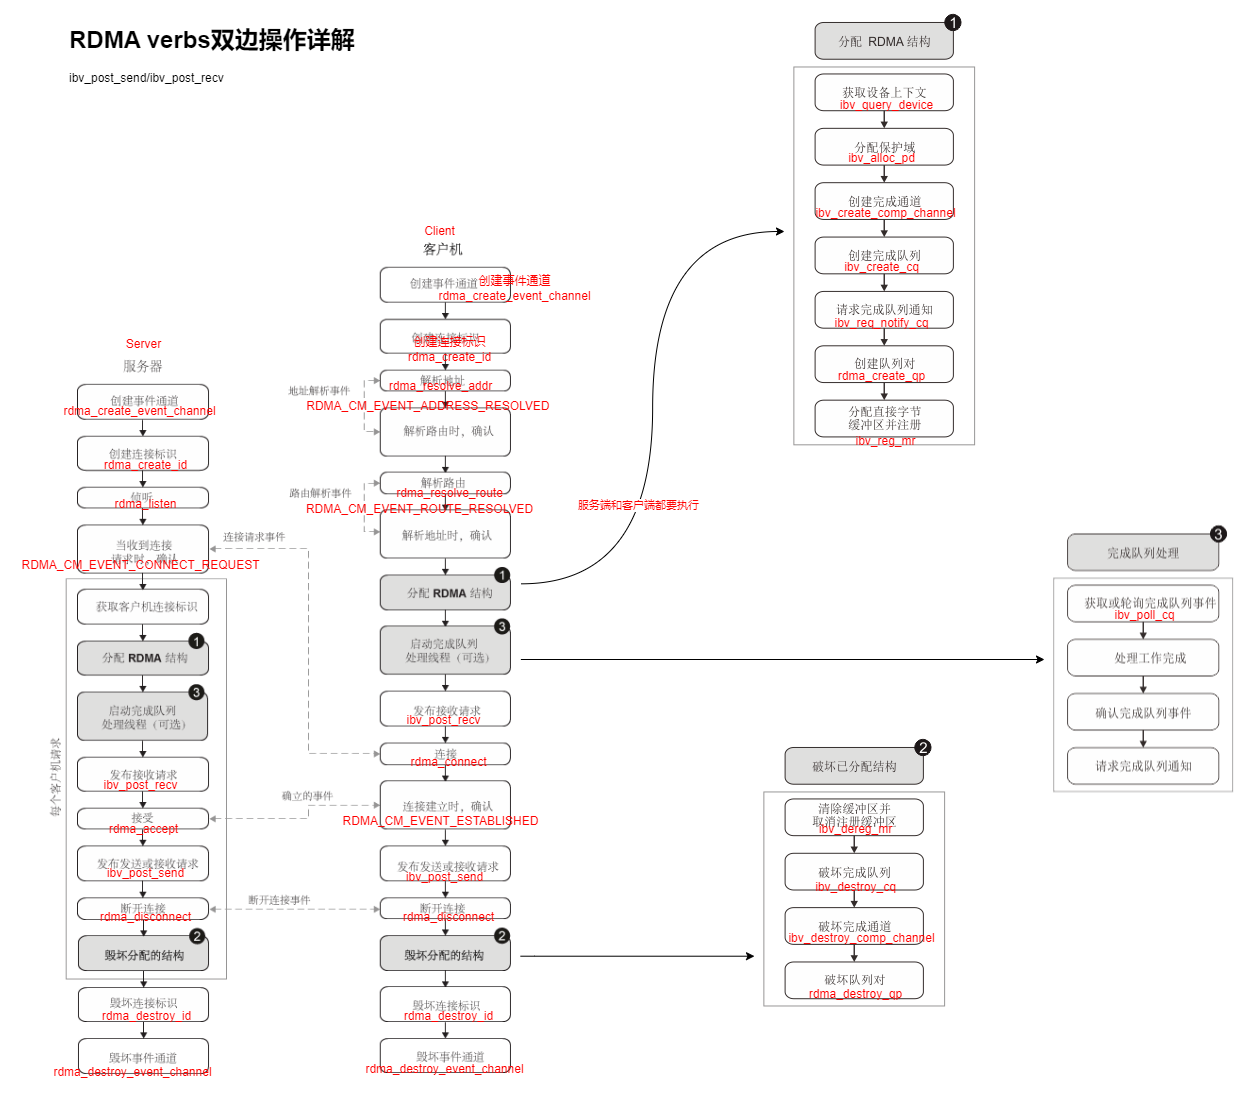 RDMA verbs双边操作详解
ibv_post_send/ibv_post_recv
Server
服务器
创建事件通道
rdma_create_event_channel
创建连接标识
rdma_create_id
侦听
rdma_listen
当收到连接
请求时，确认
RDMA_CM_EVENT_CONNECT_REQUEST
每个客户机请求
获取客户机连接标识
1
分配 RDMA 结构
3
启动完成队列
处理线程（可选）
发布接收请求
ibv_post_recv
接受
rdma_accept
发布发送或接收请求
ibv_post_send
断开连接
rdma_disconnect
2
毁坏分配的结构
毁坏连接标识
rdma_destroy_id
毁坏事件通道
rdma_destroy_event_channel
连接请求事件
确立的事件
断开连接事件
Client
客户机
创建事件通道
创建事件通道
rdma_create_event_channel
创建连接标识
创建连接标识
rdma_create_id
解析地址
rdma_resolve_addr
地址解析事件
RDMA_CM_EVENT_ADDRESS_RESOLVED
解析路由时，确认
解析路由
rdma_resolve_route
路由解析事件
RDMA_CM_EVENT_ROUTE_RESOLVED
解析地址时，确认
1
分配 RDMA 结构
3
启动完成队列
处理线程（可选）
发布接收请求
ibv_post_recv
连接
rdma_connect
连接建立时，确认
RDMA_CM_EVENT_ESTABLISHED
发布发送或接收请求
ibv_post_send
断开连接
rdma_disconnect
2
毁坏分配的结构
毁坏连接标识
rdma_destroy_id
毁坏事件通道
rdma_destroy_event_channel
服务端和客户端都要执行
1
分配 RDMA 结构
获取设备上下文
ibv_query_device
分配保护域
ibv_alloc_pd
创建完成通道
ibv_create_comp_channel
创建完成队列
ibv_create_cq
请求完成队列通知
ibv_req_notify_cq
创建队列对
rdma_create_qp
分配直接字节
缓冲区并注册
ibv_reg_mr
2
破坏已分配结构
清除缓冲区并
取消注册缓冲区
ibv_dereg_mr
破坏完成队列
ibv_destroy_cq
破坏完成通道
ibv_destroy_comp_channel
破坏队列对
rdma_destroy_qp
3
完成队列处理
获取或轮询完成队列事件
ibv_poll_cq
处理工作完成
确认完成队列事件
请求完成队列通知